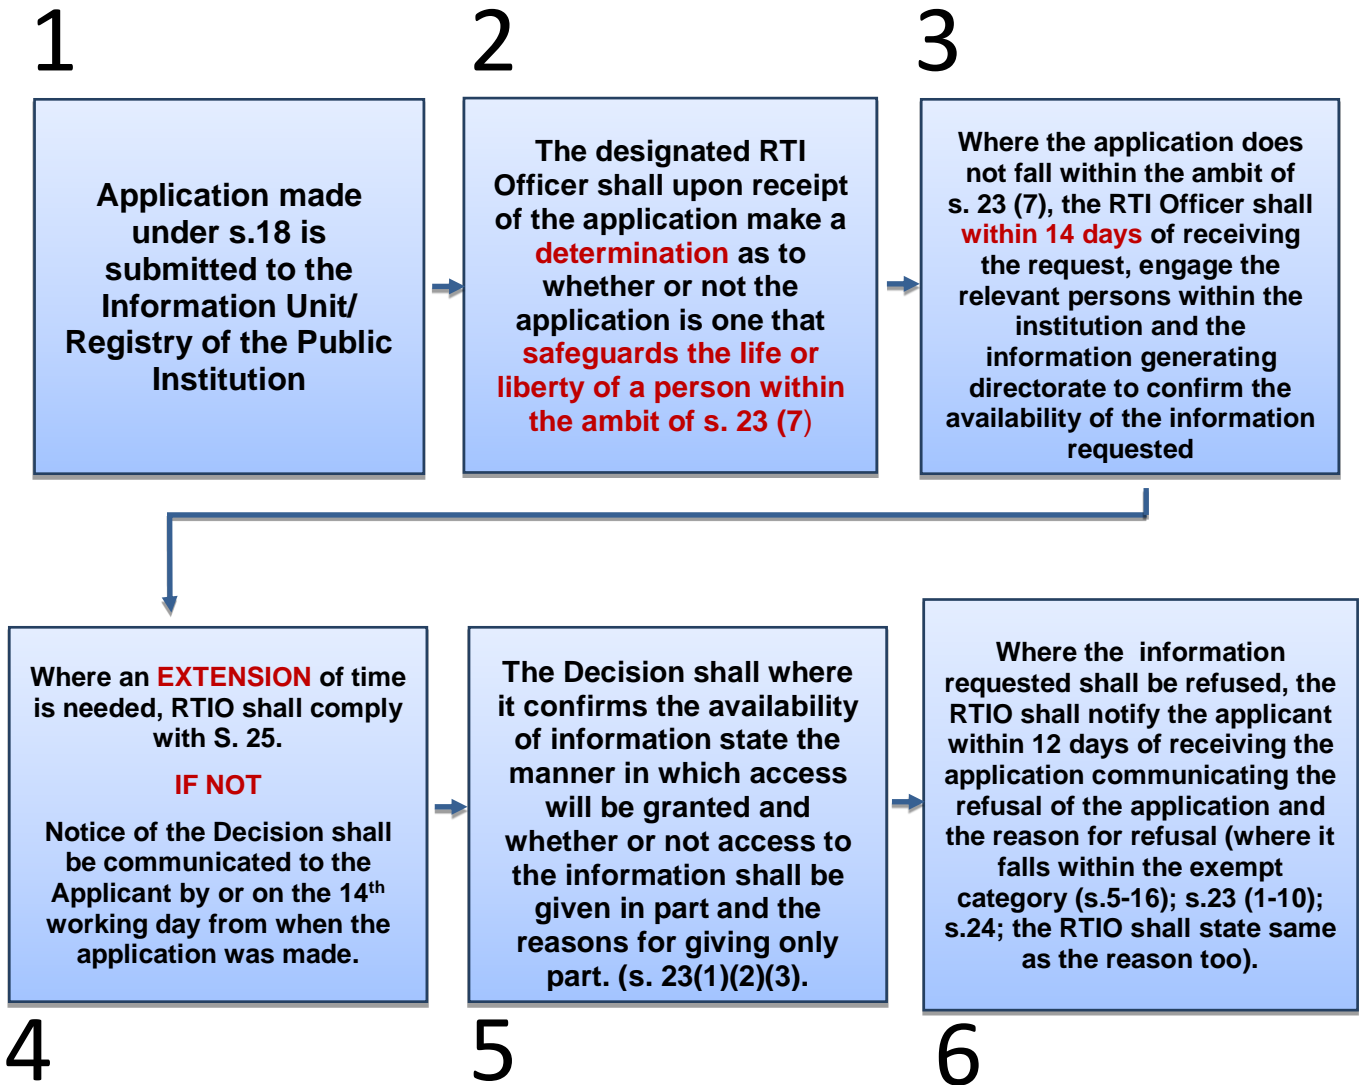 1
Application made
under s.18 is
submitted to the
Information Unit/
Registry of the Public
Institution
2
The designated RTI
Officer shall upon receipt
of the application make a
determination as to
whether or not the
application is one that
safeguards the life or
liberty of a person within
the ambit of s. 23 (7)
3
Where the application does
not fall within the ambit of
s. 23 (7), the RTI Officer shall
within 14 days of receiving
the request, engage the
relevant persons within the
institution and the
information generating
directorate to confirm the
availability of the information
requested
Where an EXTENSION of time
is needed, RTIO shall comply
with S. 25.
IF NOT
Notice of the Decision shall
be communicated to the
Applicant by or on the 14th
working day from when the
application was made.
4
The Decision shall where
it confirms the availability
of information state the
manner in which access
will be granted and
whether or not access to
the information shall be
given in part and the
reasons for giving only
part. (s. 23(1)(2)(3).
5
Where the information
requested shall be refused, the
RTIO shall notify the applicant
within 12 days of receiving the
application communicating the
refusal of the application and
the reason for refusal (where it
falls within the exempt
category (s.5-16); s.23 (1-10);
s.24; the RTIO shall state same
as the reason too).
6